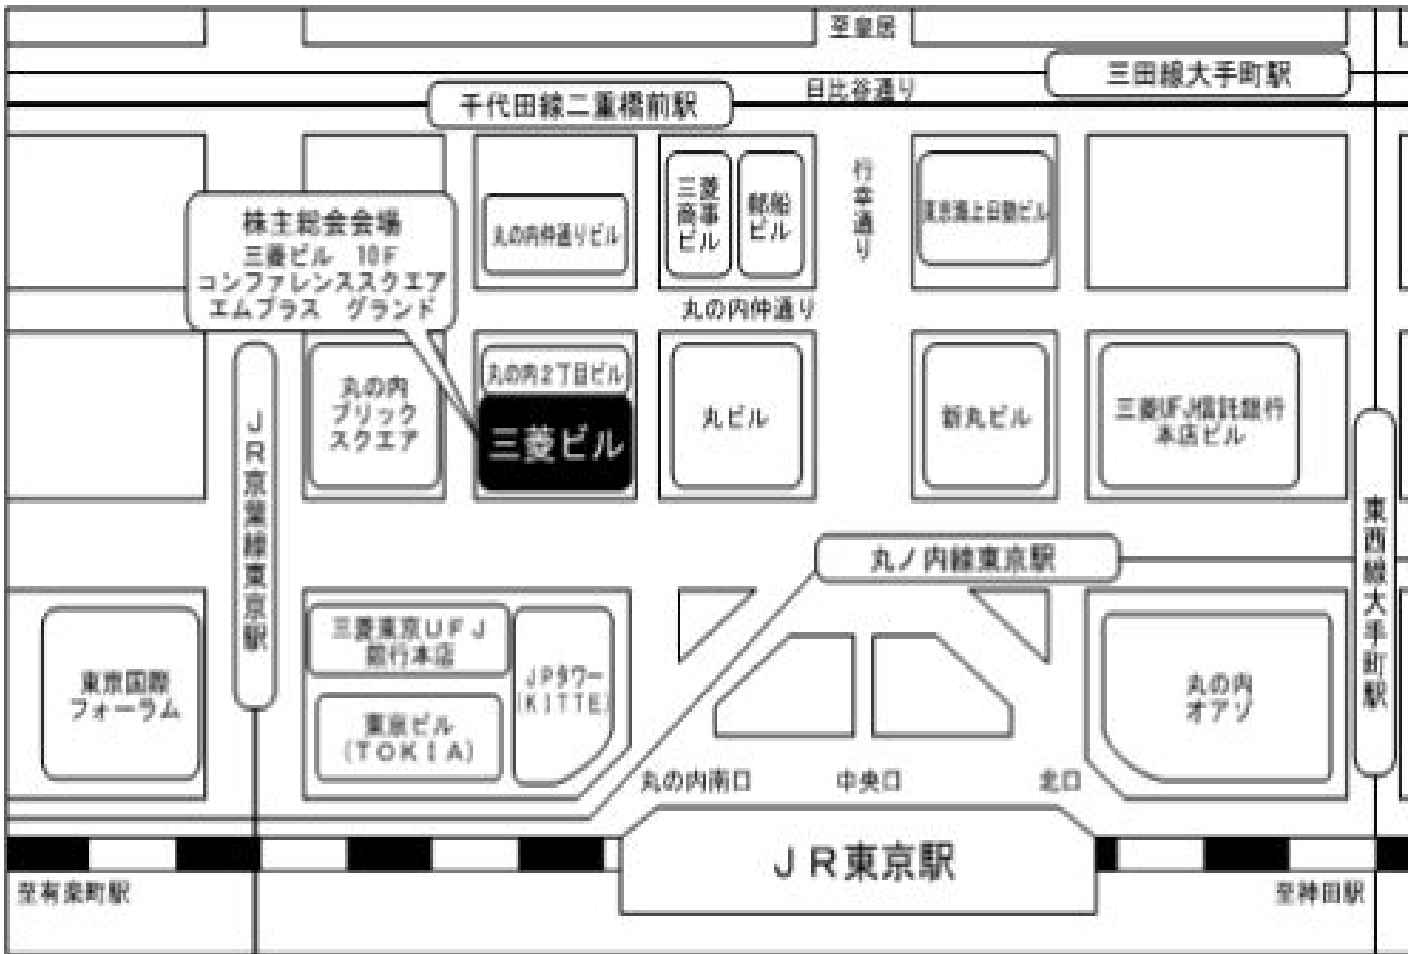 至皇居
三田線大手町駅
日比谷通り
千代田線二重橋前駅
株主総会会場
三菱ビル 10F
コンファレンススクエア
エムプラス グランド
丸の内仲通りビル
三菱
商事
ビル
郵船
ビル
行幸通り
東京海上日動ビル
丸の内仲通り
丸の内
ブリック
スクエア
丸の内2丁目ビル
三菱ビル
丸ビル
新丸ビル
三菱UFJ信託銀行
本店ビル
JR京葉線東京駅
丸ノ内線東京駅
東西線大手町駅
東京国際
フォーラム
三菱東京UFJ
銀行本店
東京ビル
(TOKIA)
JPタワー
(KITTE)
丸の内
オアゾ
丸の内南口
中央口
北口
JR東京駅
至有楽町駅
至神田駅